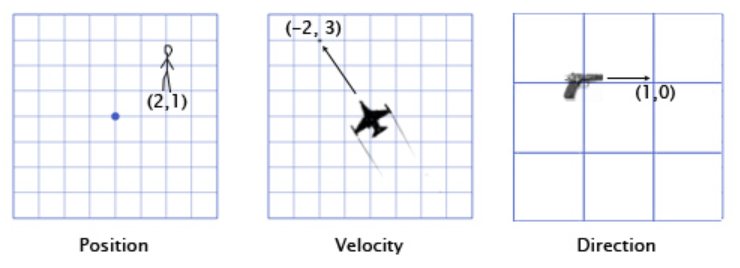 (2,1)
Position
(-2, 3)
Velocity
(1,0)
Direction